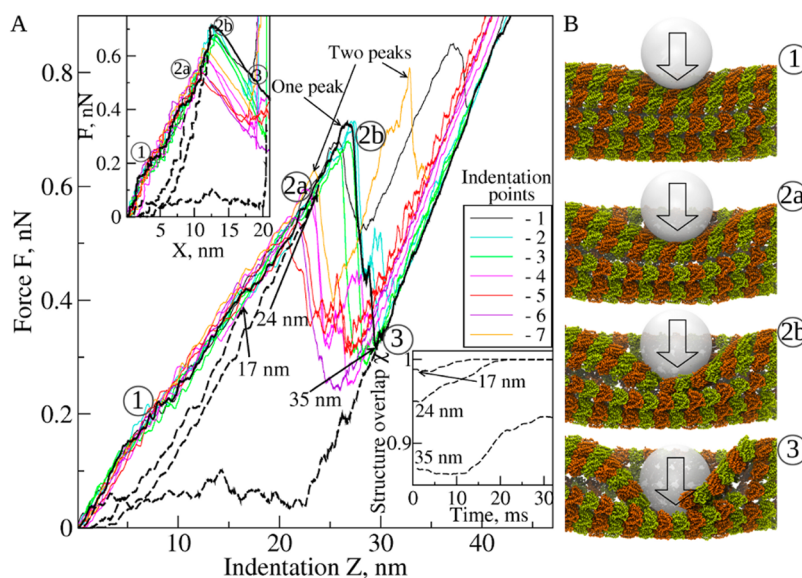 A
B
2b
2a
3
1
F, nN
0.6
0.4
0.2
0
0
5
10
15
20
X, nm
Two peaks
One peak
2b
2a
1
3
24 nm
17 nm
35 nm
Indentation
points
- 1
- 2
- 3
- 4
- 5
- 6
- 7
Structure overlap χ
1
0.9
17 nm
24 nm
35 nm
0
10
20
30
Time, ms
Force F, nN
0.8
0.6
0.4
0.2
0
10
20
30
40
Indentation Z, nm
1
2a
2b
3